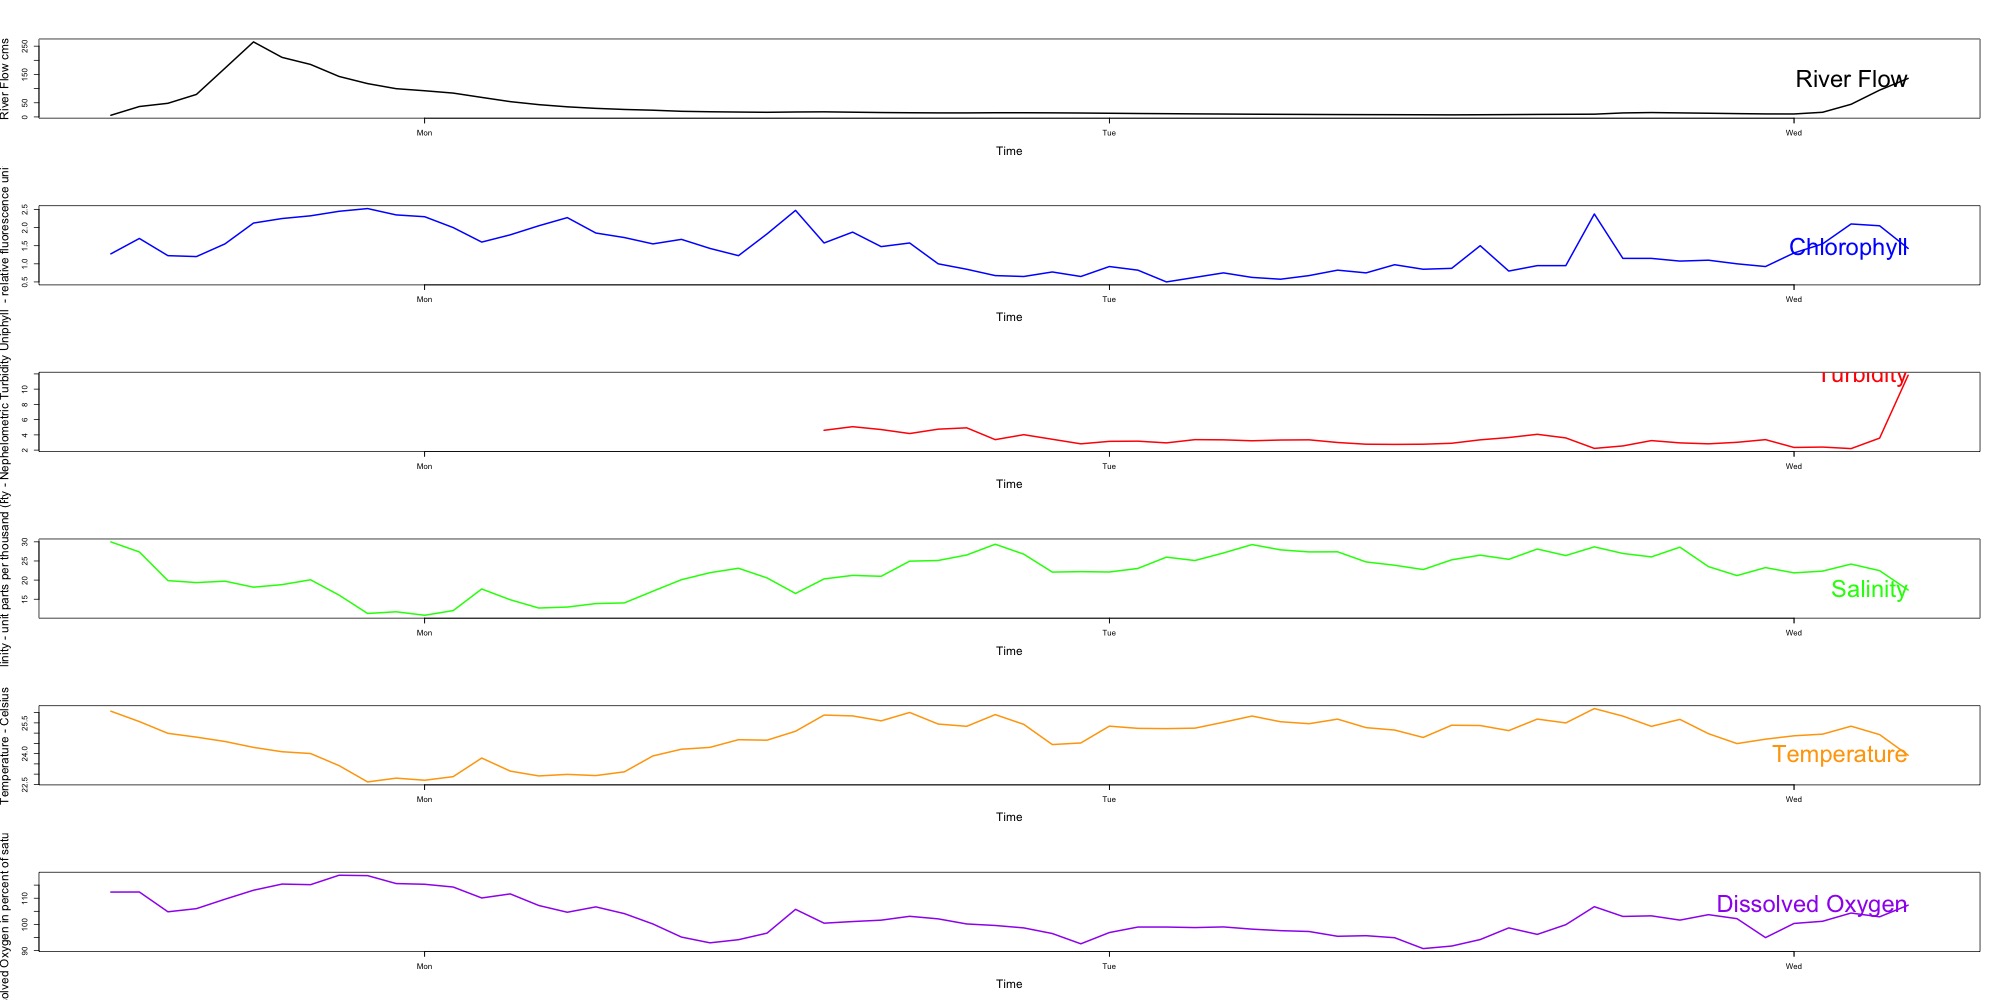 River Flow cms
250
150
50
0
River Flow
Mon
Tue
Wed
Time
- relative fluorescence uni
2.5
2.0
1.5
1.0
0.5
Chlorophyll
Mon
Tue
Wed
Time
Nephelometric Turbidity
10
8
6
4
2
Turbidity
Mon
Tue
Wed
Time
linity - unit parts per thousand
30
25
20
15
Salinity
Mon
Tue
Wed
Time
Temperature - Celsius
25.5
24.0
22.5
Temperature
Mon
Tue
Wed
Time
olved Oxygen in percent of satu
110
100
90
Dissolved Oxygen
Mon
Tue
Wed
Time